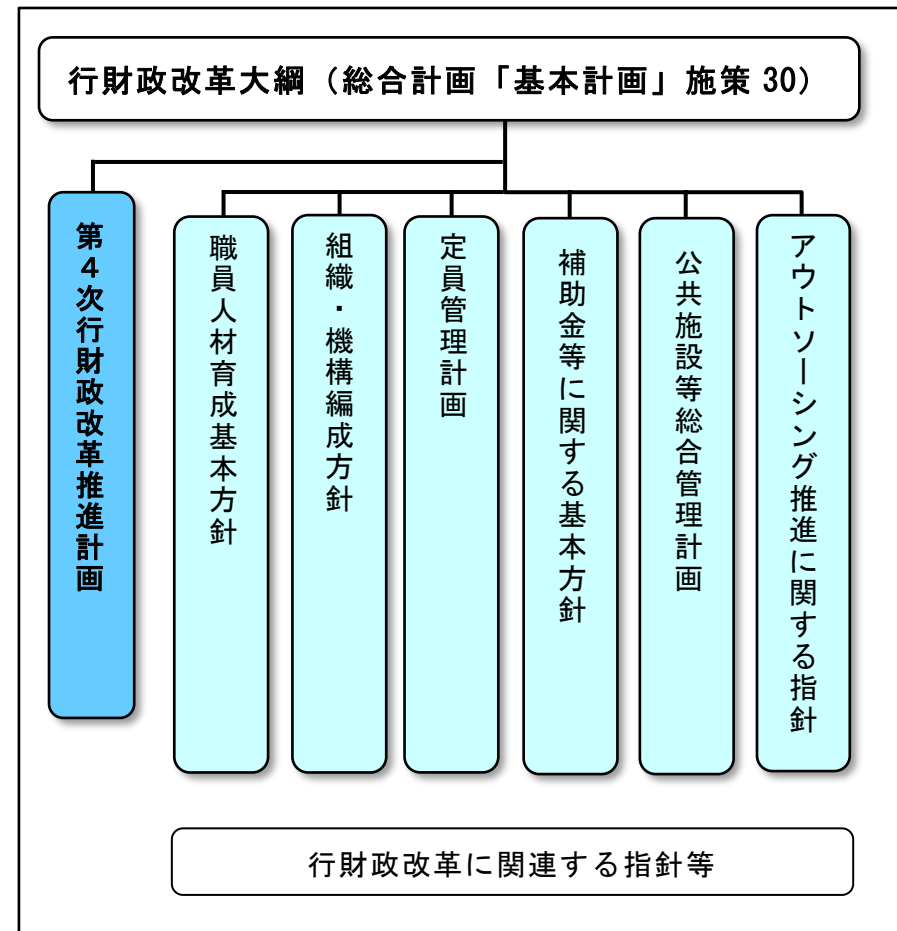 行財政改革大綱（総合計画「基本計画」施策 30）
第４次行財政改革推進計画
職員人材育成基本方針
組織・機構編成方針
定員管理計画
補助金等に関する基本方針
公共施設等総合管理計画
アウトソーシング推進に関する指針
行財政改革に関連する指針等